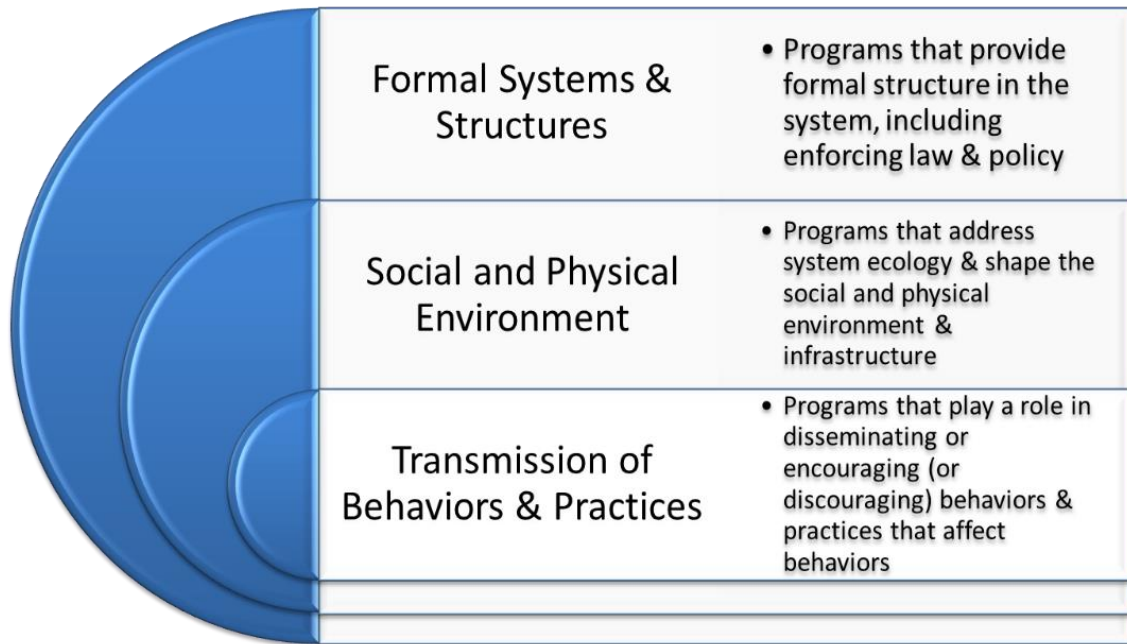 Formal Systems &
Structures
• Programs that provide
formal structure in the
system, including
enforcing law & policy
Social and Physical
Environment
• Programs that address
system ecology & shape the
social and physical
environment &
infrastructure
Transmission of
Behaviors & Practices
• Programs that play a role in
disseminating or
encouraging (or
discouraging) behaviors &
practices that affect
behaviors